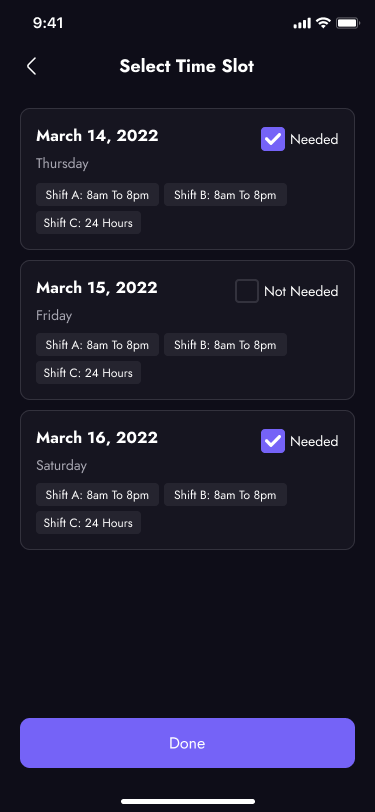 9:41
Select Time Slot
March 14, 2022
Needed
Thursday
Shift A: 8am To 8pm Shift B: 8am To 8pm
Shift C: 24 Hours
March 15, 2022
Not Needed
Friday
Shift A: 8am To 8pm Shift B: 8am To 8pm
Shift C: 24 Hours
March 16, 2022
Needed
Saturday
Shift A: 8am To 8pm Shift B: 8am To 8pm
Shift C: 24 Hours
Done